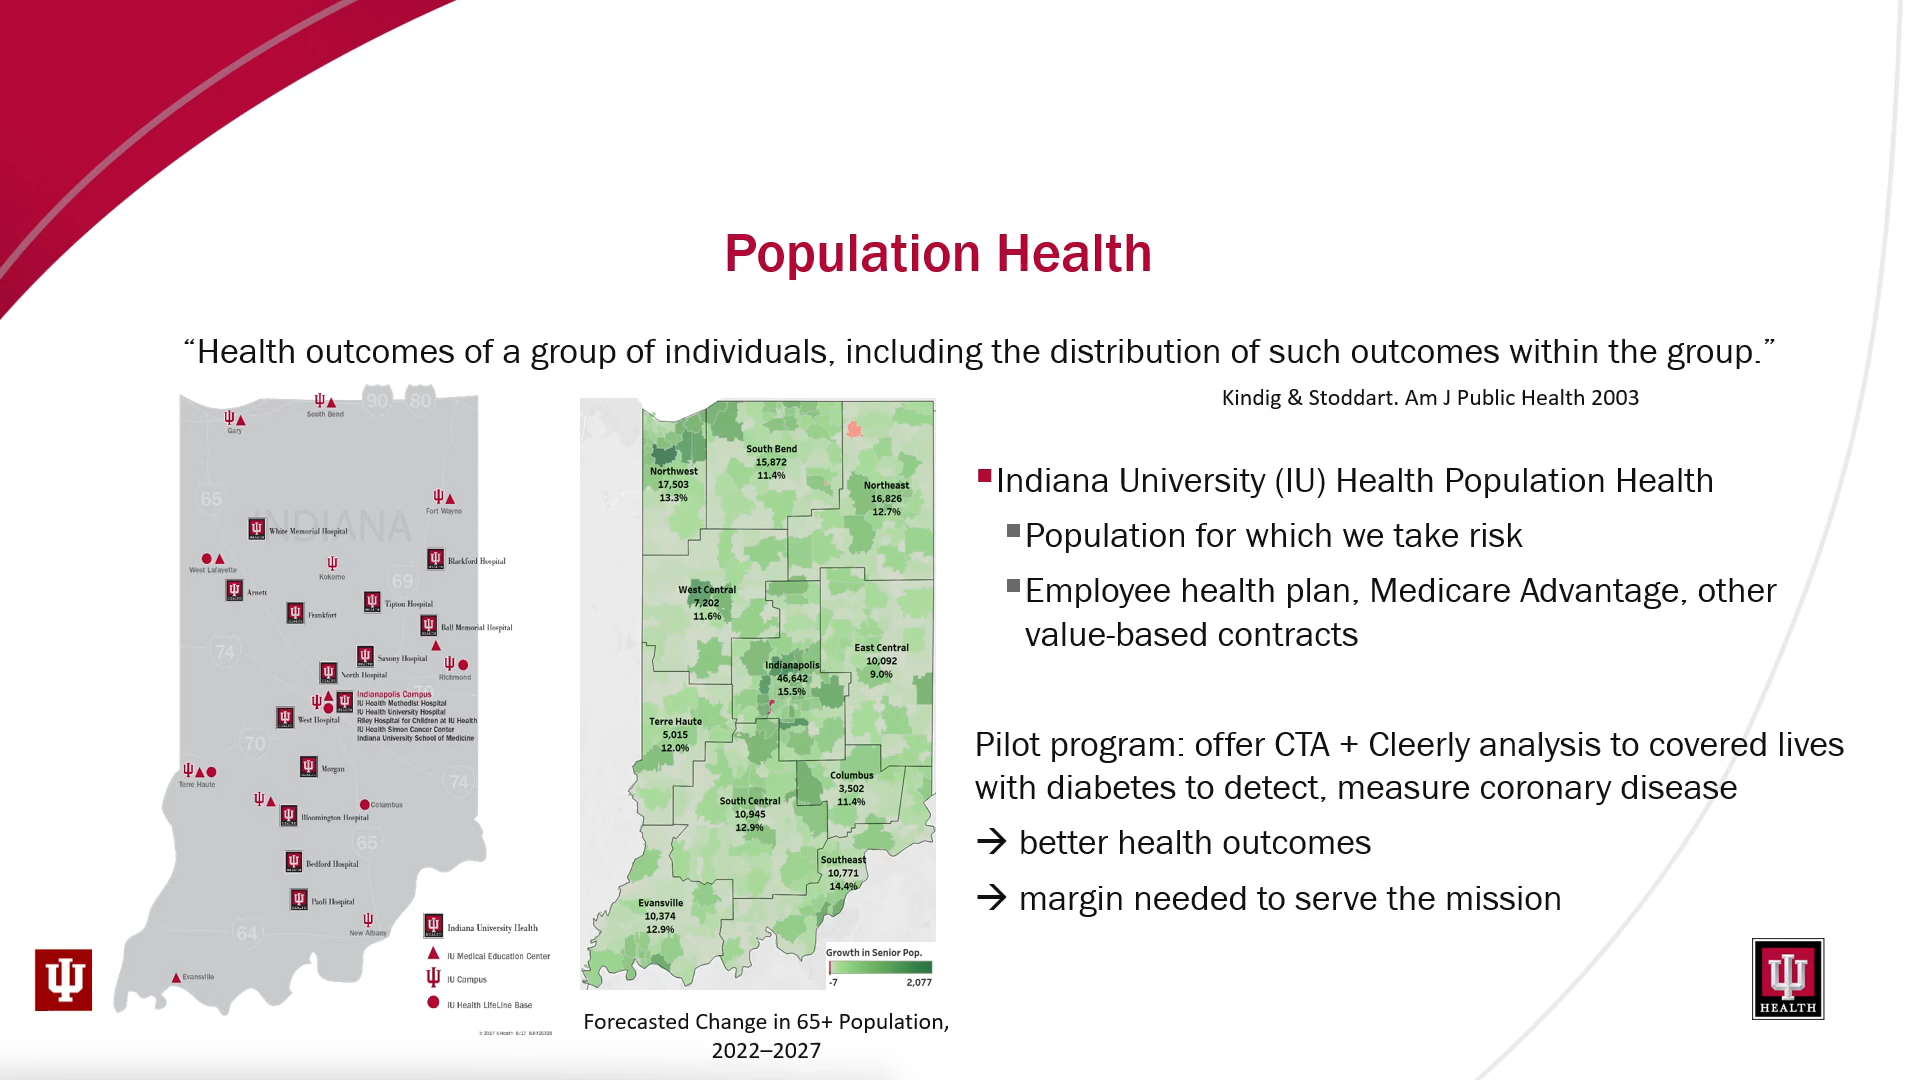 Population Health
“Health outcomes of a group of individuals, including the distribution of such outcomes within the group.”
Kindig & Stoddart. Am J Public Health 2003
90
80
South Bend
Gary
65
Fort Wayne
INDIANA
White Memorial Hospital
West Lafayette
Kokomo
Blackford Hospital
69
Arnett
Frankfort
Tipton Hospital
Ball Memorial Hospital
74
Saxony Hospital
North Hospital
Richmond
Indianapolis Campus
IU Health Methodist Hospital
IU Health University Hospital
Riley Hospital for Children at IU Health
IU Health Simon Cancer Center
Indiana University School of Medicine
West Hospital
70
Morgan
Terre Haute
74
Columbus
Bloomington Hospital
65
Bedford Hospital
Paoli Hospital
New Albany
64
Evansville
Indiana University Health
IU Medical Education Center
IU Campus
IU Health LifeLine Base
South Bend
15,872
11.4%
Northwest
17,503
13.3%
Northeast
16,826
12.7%
West Central
7,202
11.6%
East Central
10,092
9.0%
Indianapolis
46,642
15.5%
Terre Haute
5,015
12.0%
Columbus
3,502
11.4%
South Central
10,945
12.9%
Southeast
10,771
14.4%
Evansville
10,374
12.9%
Growth in Senior Pop.
-7
2,077
Forecasted Change in 65+ Population,
2022–2027
Indiana University (IU) Health Population Health
Population for which we take risk
Employee health plan, Medicare Advantage, other
value-based contracts
Pilot program: offer CTA + Cleerly analysis to covered lives
with diabetes to detect, measure coronary disease
→ better health outcomes
→ margin needed to serve the mission
HEALTH